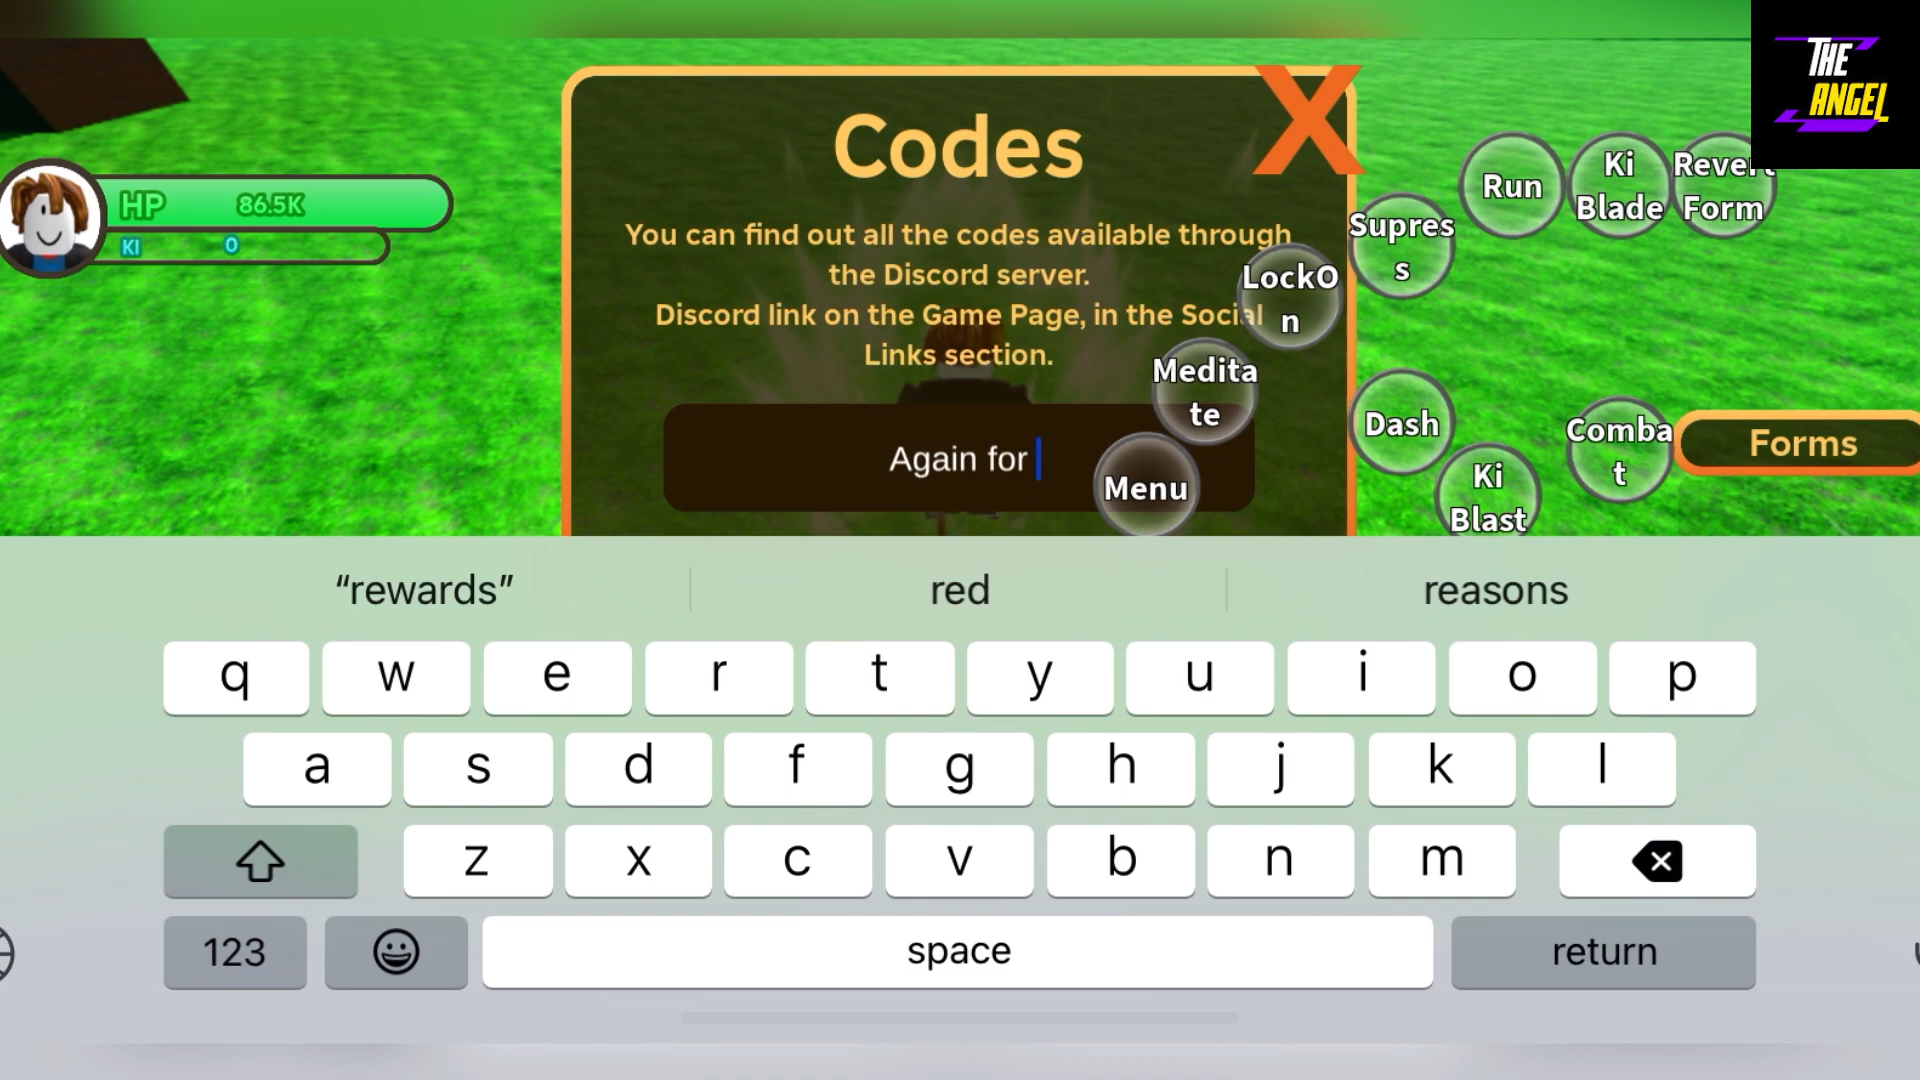 THE
ANGEL
Codes
X
You can find out all the codes available through
the Discord server.
Discord link on the Game Page, in the Social
Links section.
Again for
HP 86.5K
KI 0
Run
Ki
Blade
Revert
Form
Supres
s
LockO
n
Medita
te
Menu
Dash
Ki
Blast
Comba
t
Forms
“rewards” red reasons
q w e r t y u i o p
a s d f g h j k l
z x c v b n m
123 space return